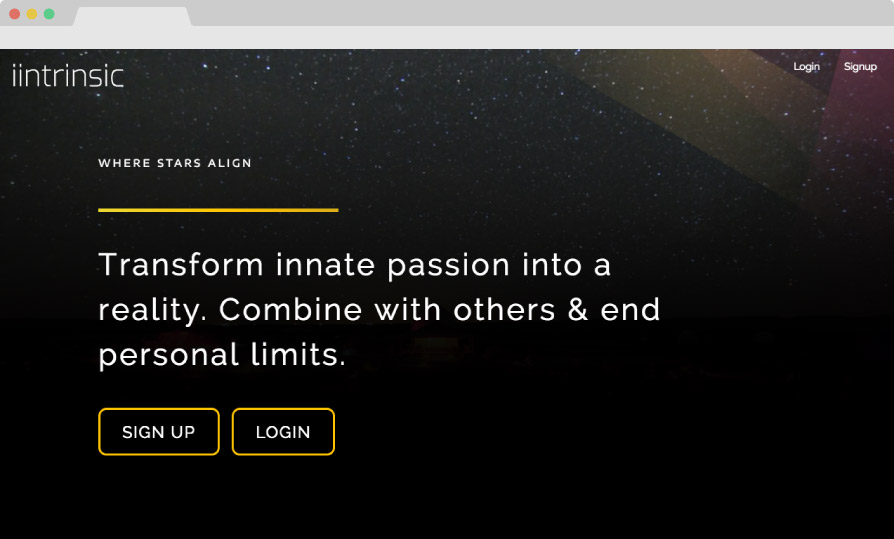 iintrinsic
Login Signup
WHERE STARS ALIGN
Transform innate passion into a
reality. Combine with others & end
personal limits.
SIGN UP LOGIN